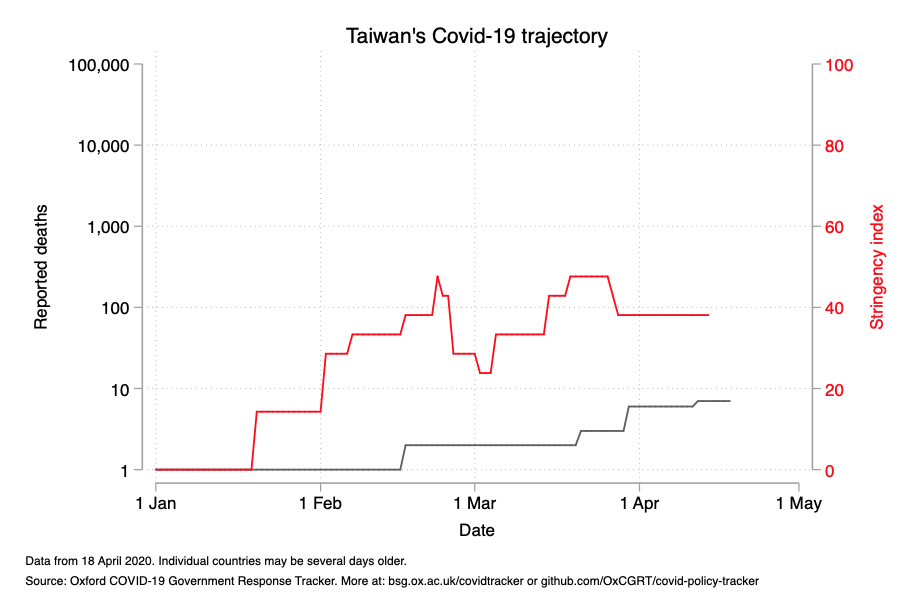 Taiwan's Covid-19 trajectory
100,000
10,000
1,000
100
10
1
Reported deaths
100
80
60
40
20
0
Stringency index
1 Jan
1 Feb
1 Mar
1 Apr
1 May
Date
Data from 18 April 2020. Individual countries may be several days older.
Source: Oxford COVID-19 Government Response Tracker. More at: bsg.ox.ac.uk/covidtracker or github.com/OxCGRT/covid-policy-tracker